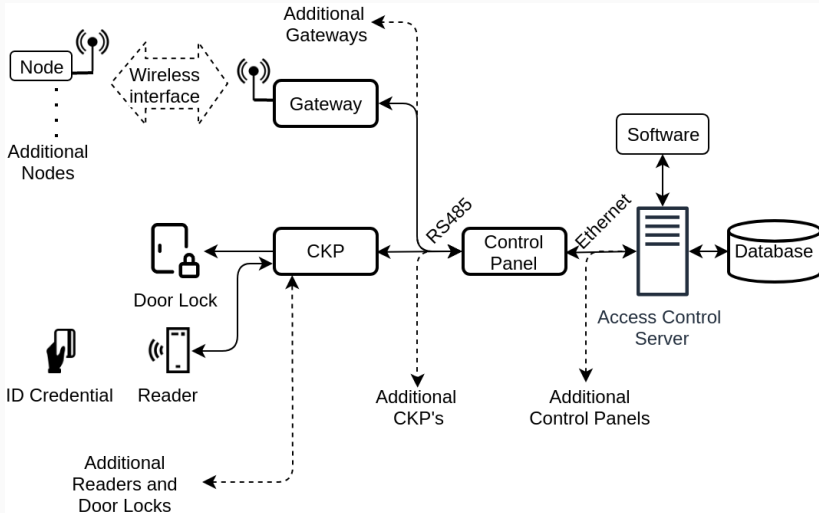 Additional
Gateways
Node
Wireless
interface
Gateway
Additional
Nodes
Software
RS485
Ethernet
CKP
Control
Panel
Database
Door Lock
Access Control
Server
ID Credential
Reader
Additional
CKP's
Additional
Control Panels
Additional
Readers and
Door Locks